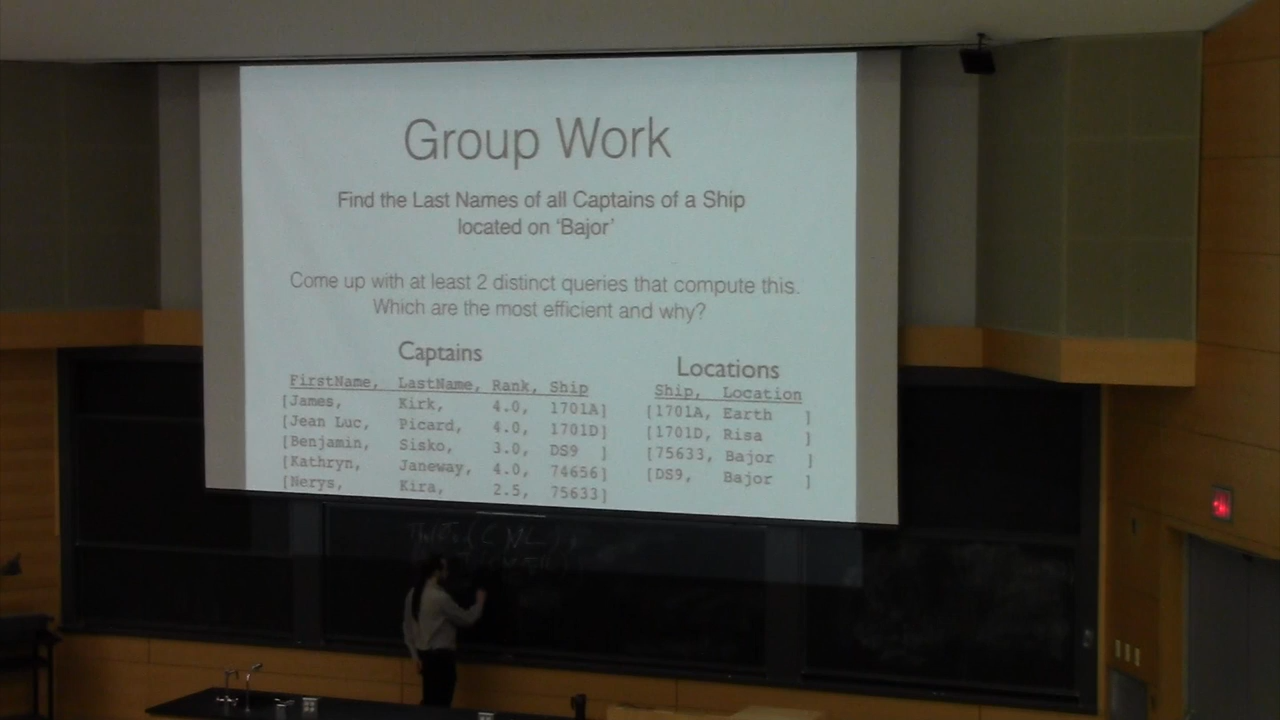 Group Work
Find the Last Names of all Captains of a Ship
located on ‘Bajor’
Come up with at least 2 distinct queries that compute this.
Which are the most efficient and why?
Captains
FirstName, LastName, Rank, Ship
[James, Kirk, 4.0, 1701A]
[Jean Luc, Picard, 4.0, 1701D]
[Benjamin, Sisko, 3.0, DS9 ]
[Kathryn, Janeway, 4.0, 74656]
[Nerys, Kira, 2.5, 75633]
Locations
Ship, Location
[1701A, Earth ]
[1701D, Risa ]
[75633, Bajor ]
[DS9, Bajor ]